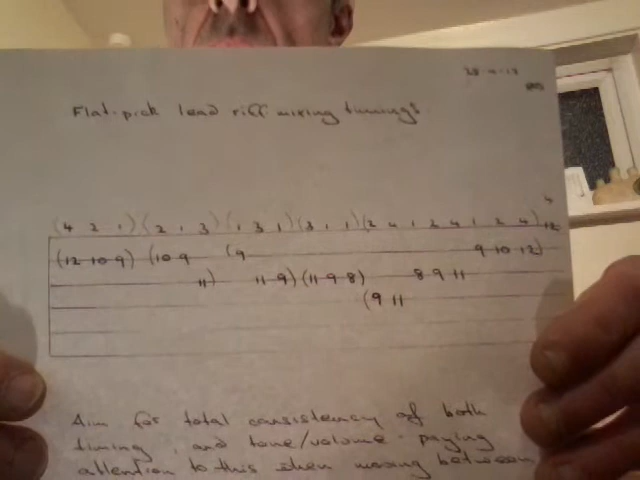 28-4-13
Flat-pick lead riff mixing timings
4
(4 2 1) (2 1 3) (1 3 1) (3 1 1) (2 4 1 2 4 1 2 4) 12
(12-10-9) (10-9 (9 9-10-12)
11) 11-9) (11-9-8) 8 9 11
(9 11
Aim for total consistency of both
timing, and tone/volume - paying
attention to this when moving between